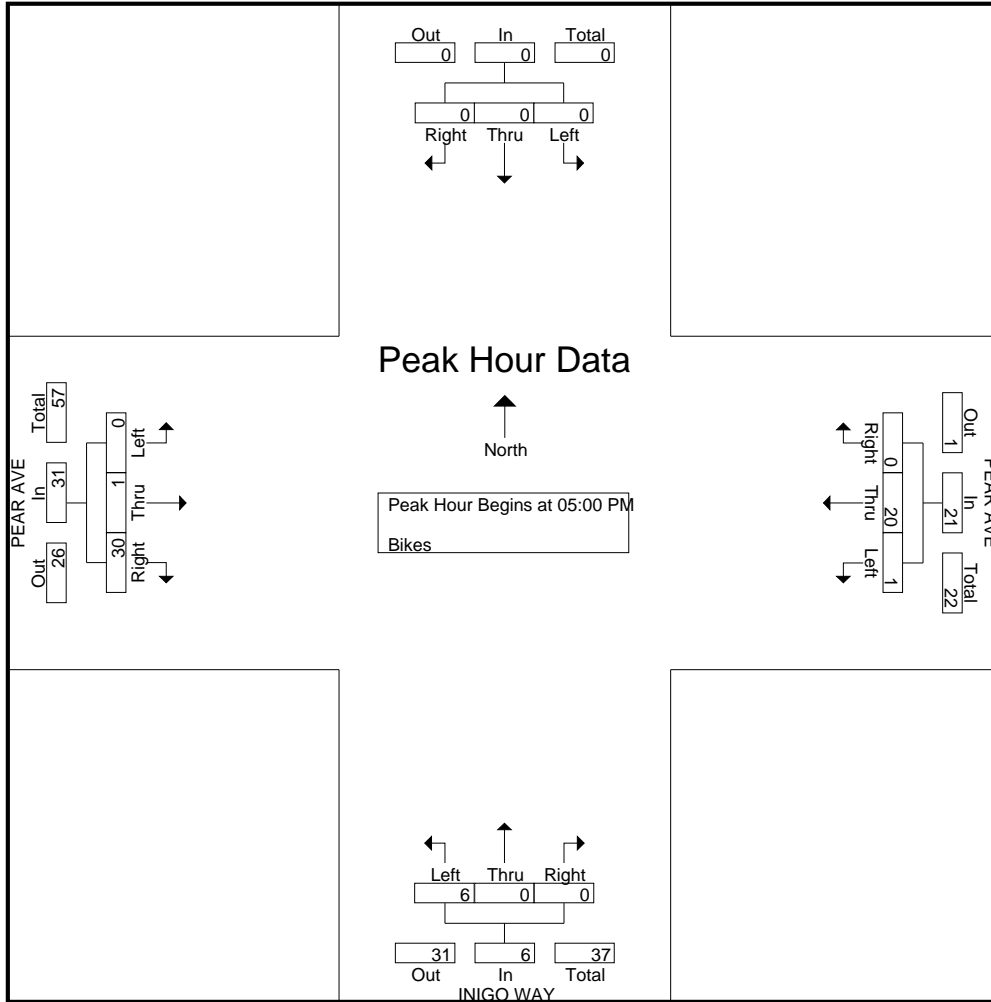 Out In Total
0 0 0
0 0 0
Right Thru Left
Peak Hour Data
North
Peak Hour Begins at 05:00 PM
Bikes
PEAR AVE
Total In Out
57 31 26
0 1 30
Left Thru Right
Right Thru Left
0 20 1
1 21 22
Out In Total
PEAR AVE
Left Thru Right
6 0 0
31 6 37
Out In Total
INIGO WAY